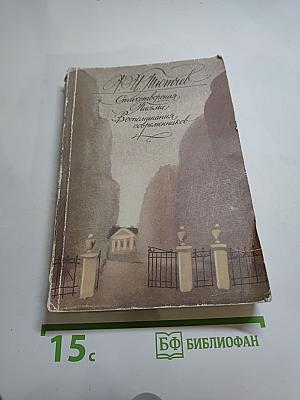 Ф.И.Тютчев
Стихотворения
Письма
Воспоминания
современников
15с
БФ БИБЛИОФАН